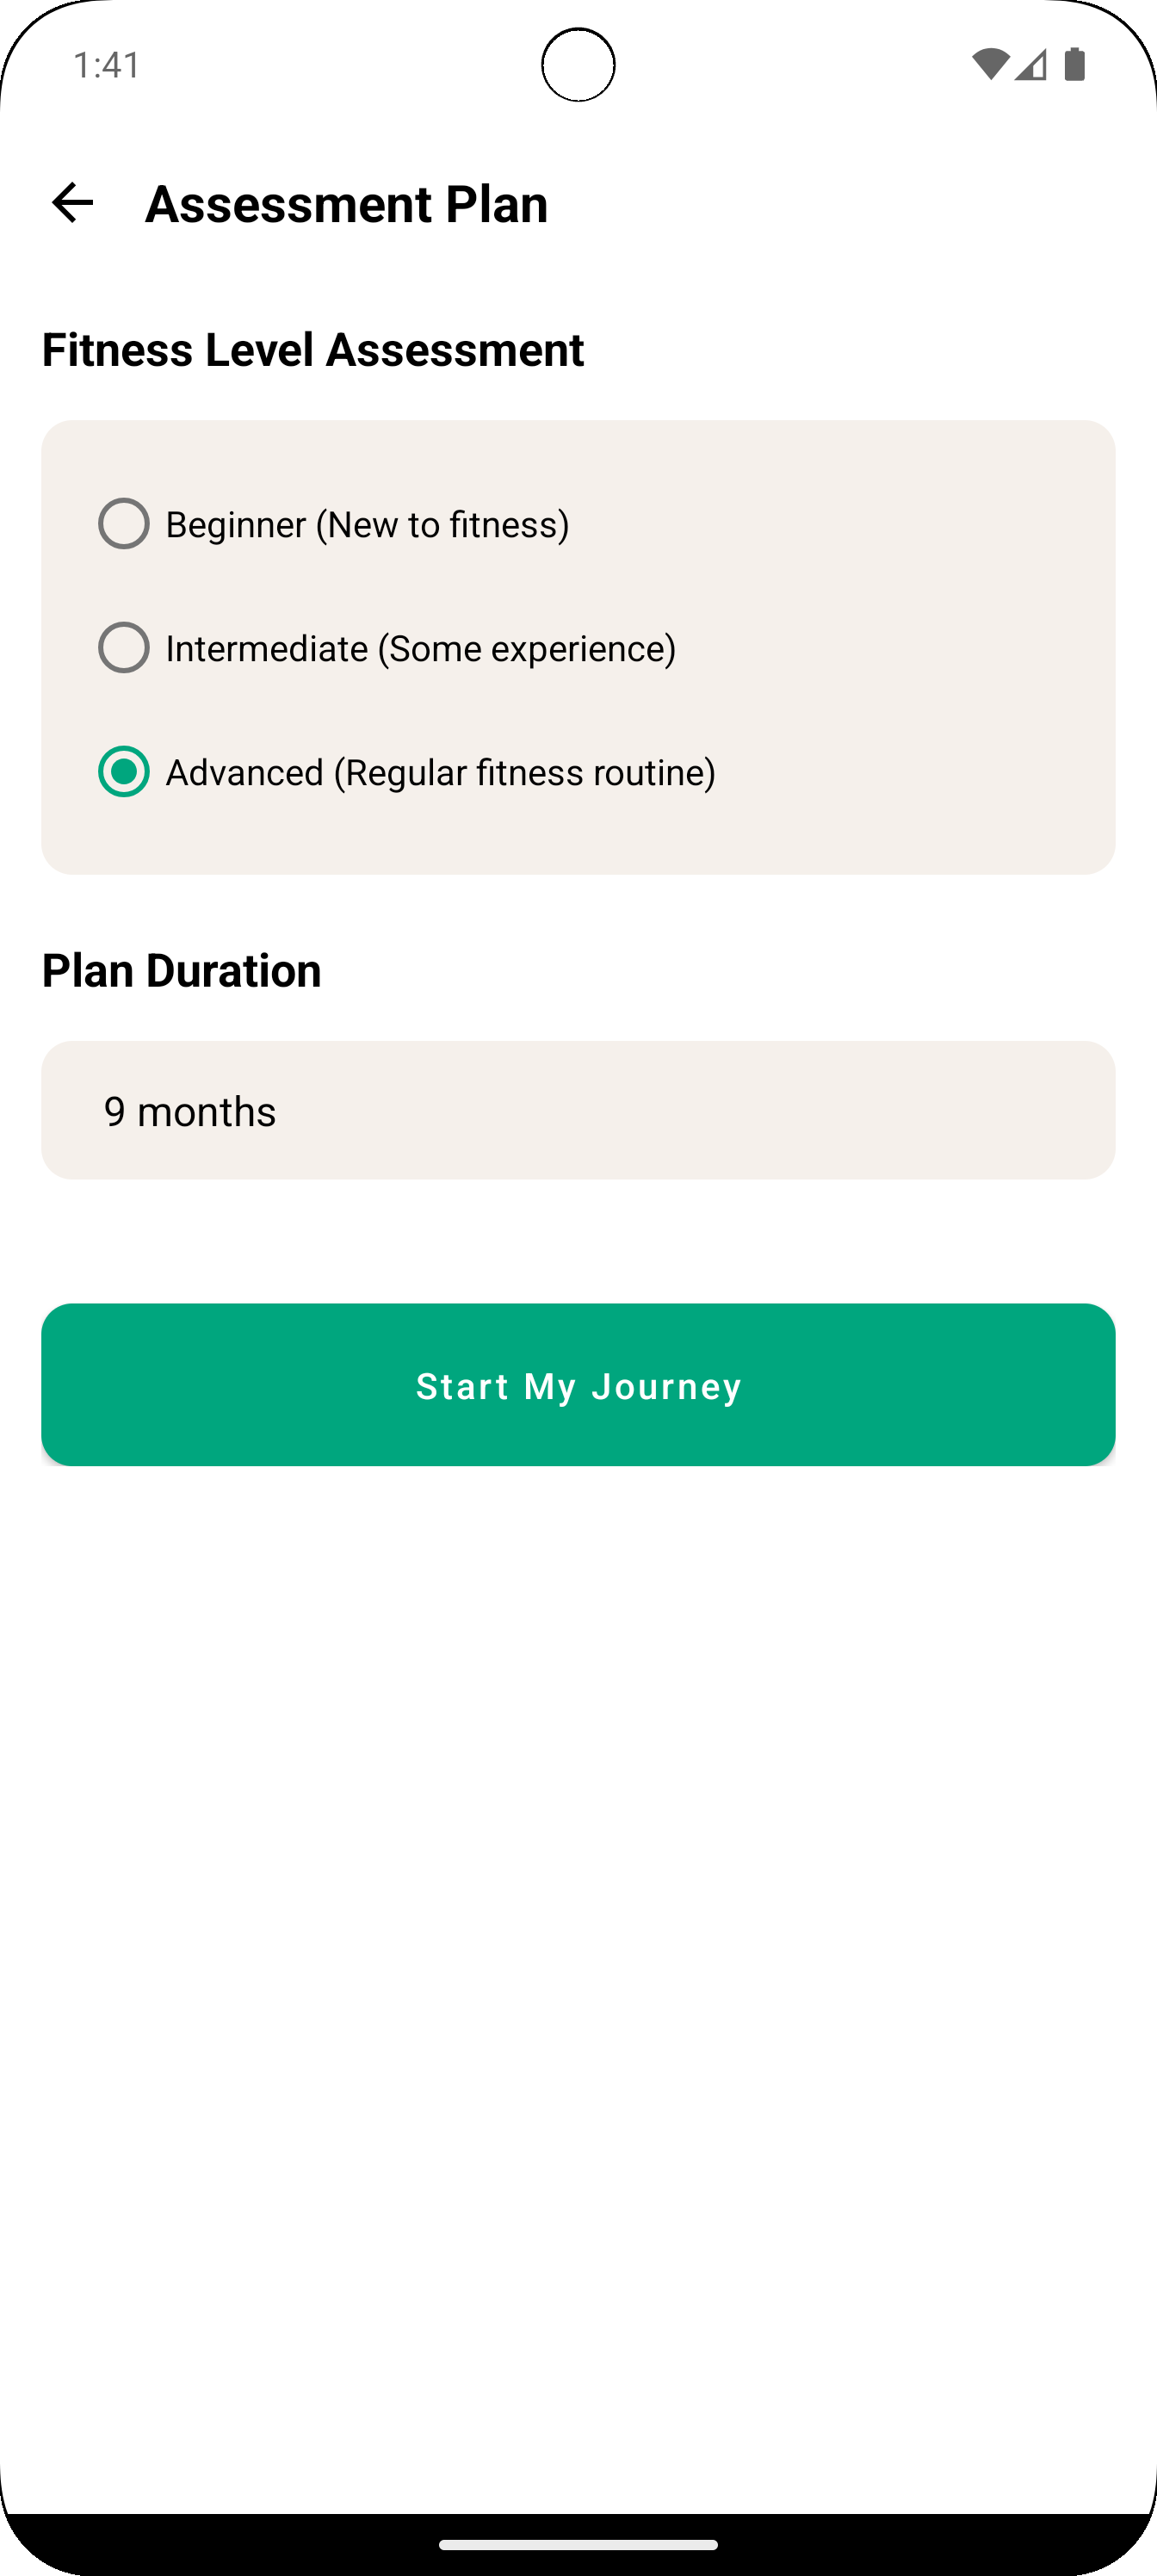 1:41
Assessment Plan
Fitness Level Assessment
Beginner (New to fitness)
Intermediate (Some experience)
Advanced (Regular fitness routine)
Plan Duration
9 months
Start My Journey